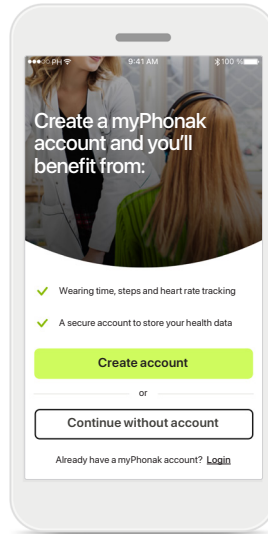 ●●●○○ PH 9:41 AM 100 %
Create a myPhonak
account and you'll
benefit from:
Wearing time, steps and heart rate tracking
A secure account to store your health data
Create account
or
Continue without account
Already have a myPhonak account? Login